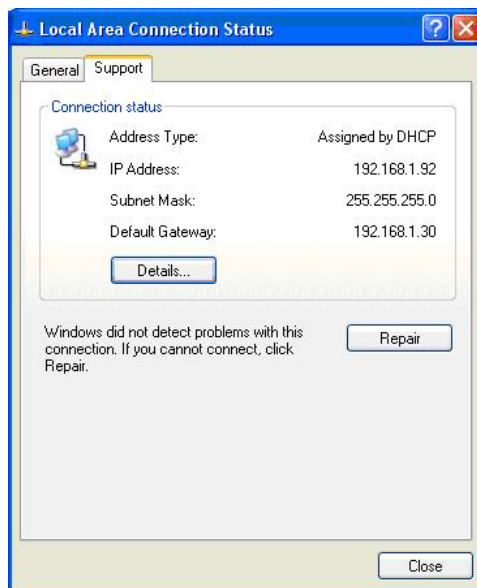 Local Area Connection Status
General Support
Connection status
Address Type: Assigned by DHCP
IP Address: 192.168.1.92
Subnet Mask: 255.255.255.0
Default Gateway: 192.168.1.30
Details...
Windows did not detect problems with this
connection. If you cannot connect, click
Repair.
Repair
Close